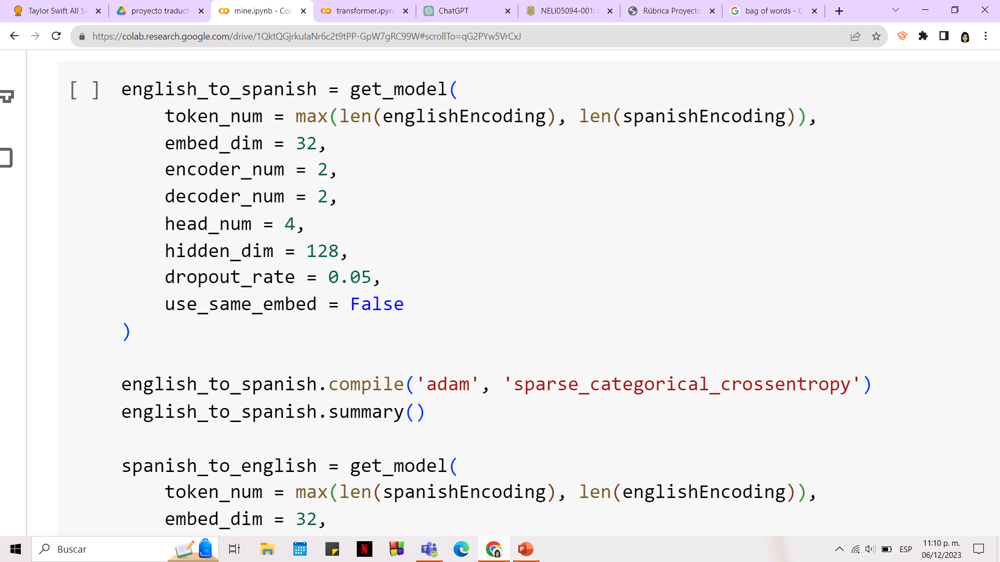 Taylor Swift All So
proyecto traduct
mine.ipynb - Col
transformer.ipyn
ChatGPT
NELI05094-001:
Rúbrica Proyecto
bag of words - G
https://colab.research.google.com/drive/1QktQGjrkuIaNr6c2t9tPP-GpW7gRC99W#scrollTo=qG2PYw5VrCxJ
[ ] english_to_spanish = get_model(
token_num = max(len(englishEncoding), len(spanishEncoding)),
embed_dim = 32,
encoder_num = 2,
decoder_num = 2,
head_num = 4,
hidden_dim = 128,
dropout_rate = 0.05,
use_same_embed = False
)
english_to_spanish.compile('adam', 'sparse_categorical_crossentropy')
english_to_spanish.summary()
spanish_to_english = get_model(
token_num = max(len(spanishEncoding), len(englishEncoding)),
embed_dim = 32,
Buscar
ESP
11:10 p. m.
06/12/2023